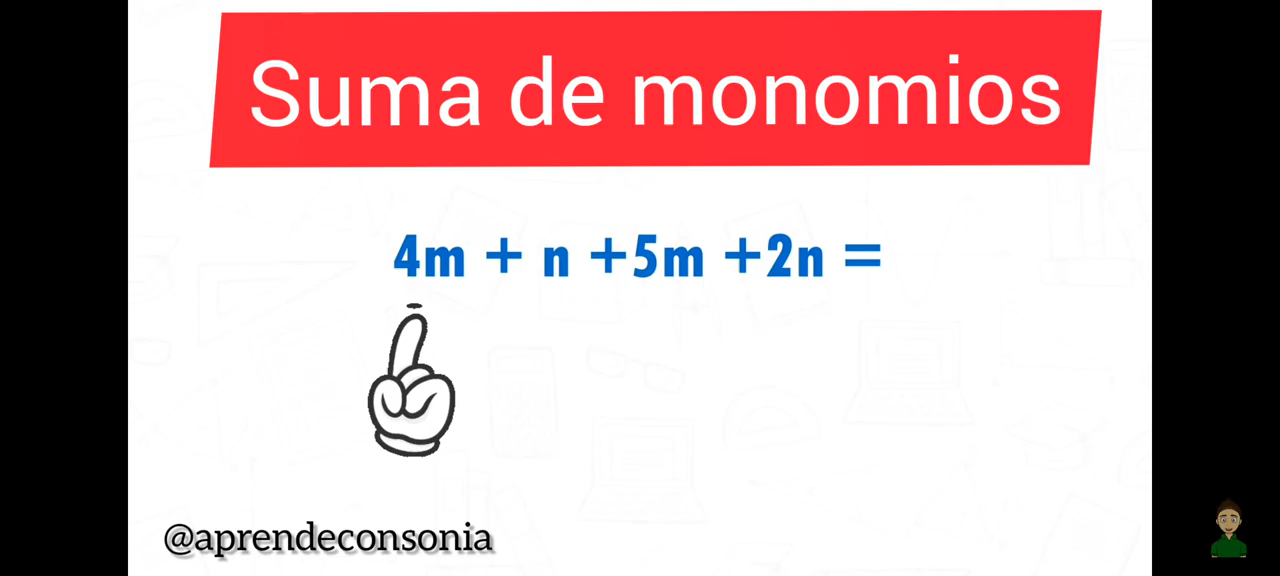 Suma de monomios
4m + n +5m +2n =
@aprendeconsonia